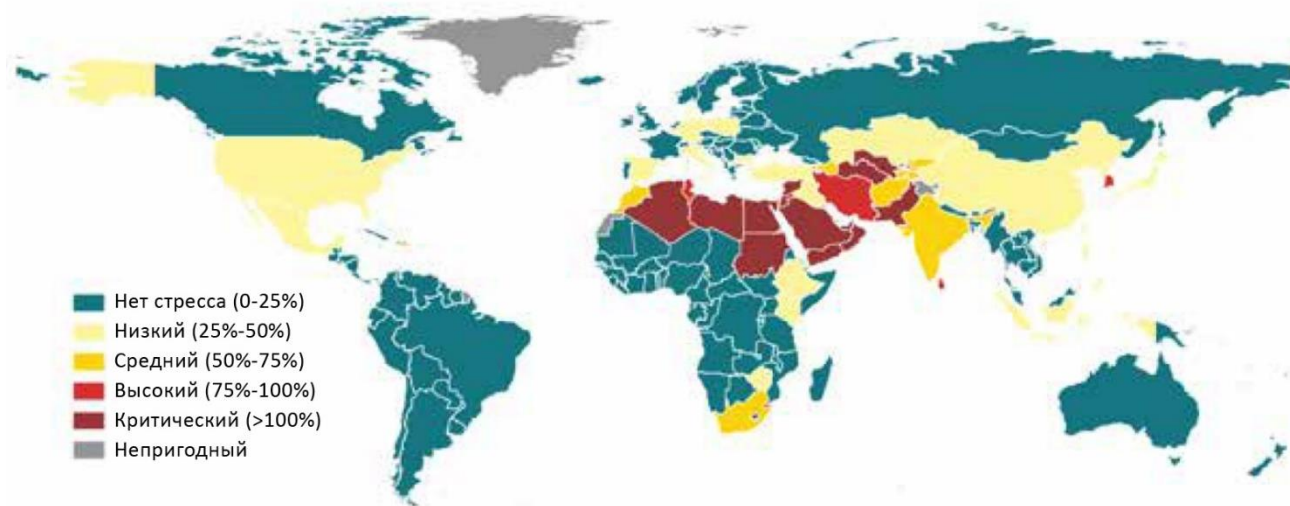 Нет стресса (0-25%)
Низкий (25%-50%)
Средний (50%-75%)
Высокий (75%-100%)
Критический (>100%)
Непригодный